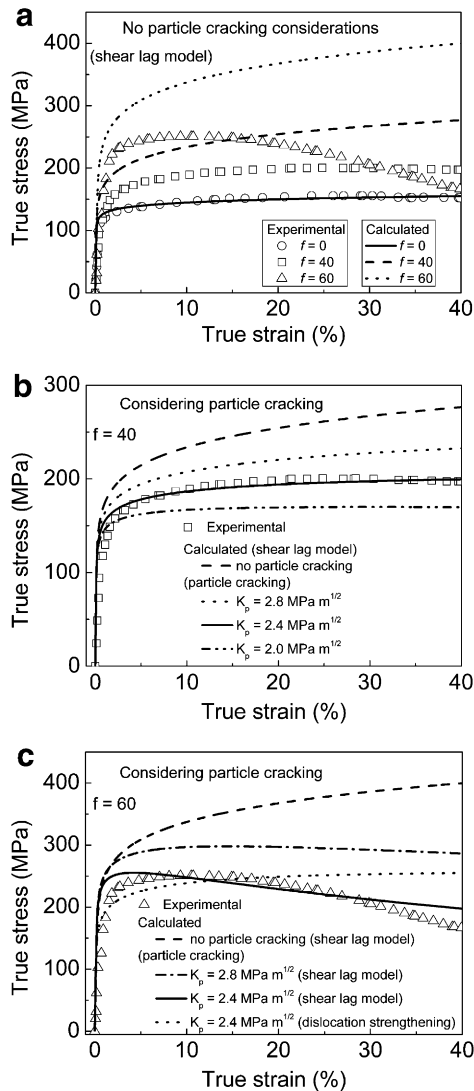 a
No particle cracking considerations
(shear lag model)
400
300
200
100
0
True stress (MPa)
Experimental
f = 0
f = 40
f = 60
Calculated
f = 0
f = 40
f = 60
0 10 20 30 40
True strain (%)
b
Considering particle cracking
f = 40
300
200
100
0
True stress (MPa)
Experimental
Calculated (shear lag model)
no particle cracking
(particle cracking)
Kp = 2.8 MPa m1/2
Kp = 2.4 MPa m1/2
Kp = 2.0 MPa m1/2
0 10 20 30 40
True strain (%)
c
Considering particle cracking
f = 60
400
300
200
100
0
True stress (MPa)
Experimental
Calculated
no particle cracking (shear lag model)
(particle cracking)
Kp = 2.8 MPa m1/2 (shear lag model)
Kp = 2.4 MPa m1/2 (shear lag model)
Kp = 2.4 MPa m1/2 (dislocation strengthening)
0 10 20 30 40
True strain (%)